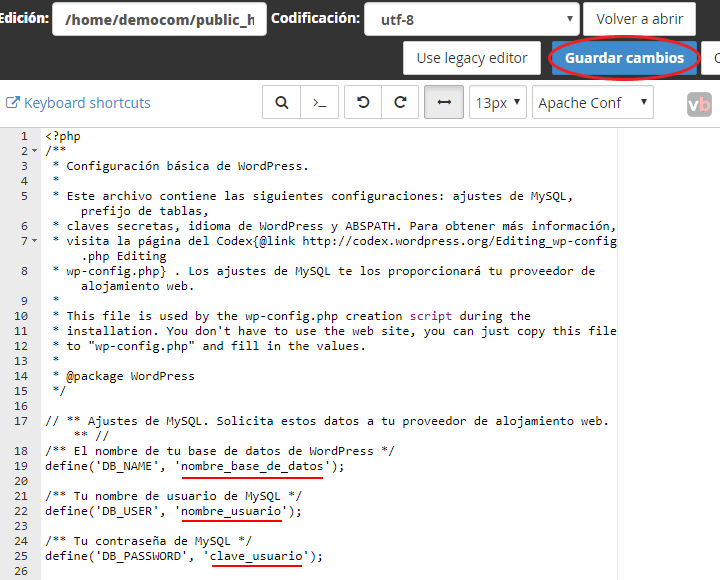 Edición: /home/democom/public_h Codificación: utf-8 Volver a abrir
Use legacy editor Guardar cambios
Keyboard shortcuts >_ 13px Apache Conf vb
1 <?php
2 /**
3 * Configuración básica de WordPress.
4 *
5 * Este archivo contiene las siguientes configuraciones: ajustes de MySQL,
prefijo de tablas,
6 * claves secretas, idioma de WordPress y ABSPATH. Para obtener más información,
7 * visita la página del Codex{@link http://codex.wordpress.org/Editing_wp-config
.php Editing
8 * wp-config.php} . Los ajustes de MySQL te los proporcionará tu proveedor de
alojamiento web.
9 *
10 * This file is used by the wp-config.php creation script during the
11 * installation. You don't have to use the web site, you can just copy this file
12 * to "wp-config.php" and fill in the values.
13 *
14 * @package WordPress
15 */
16
17 // ** Ajustes de MySQL. Solicita estos datos a tu proveedor de alojamiento web.
** //
18 /** El nombre de tu base de datos de WordPress */
19 define('DB_NAME', 'nombre_base_de_datos');
20
21 /** Tu nombre de usuario de MySQL */
22 define('DB_USER', 'nombre_usuario');
23
24 /** Tu contraseña de MySQL */
25 define('DB_PASSWORD', 'clave_usuario');
26